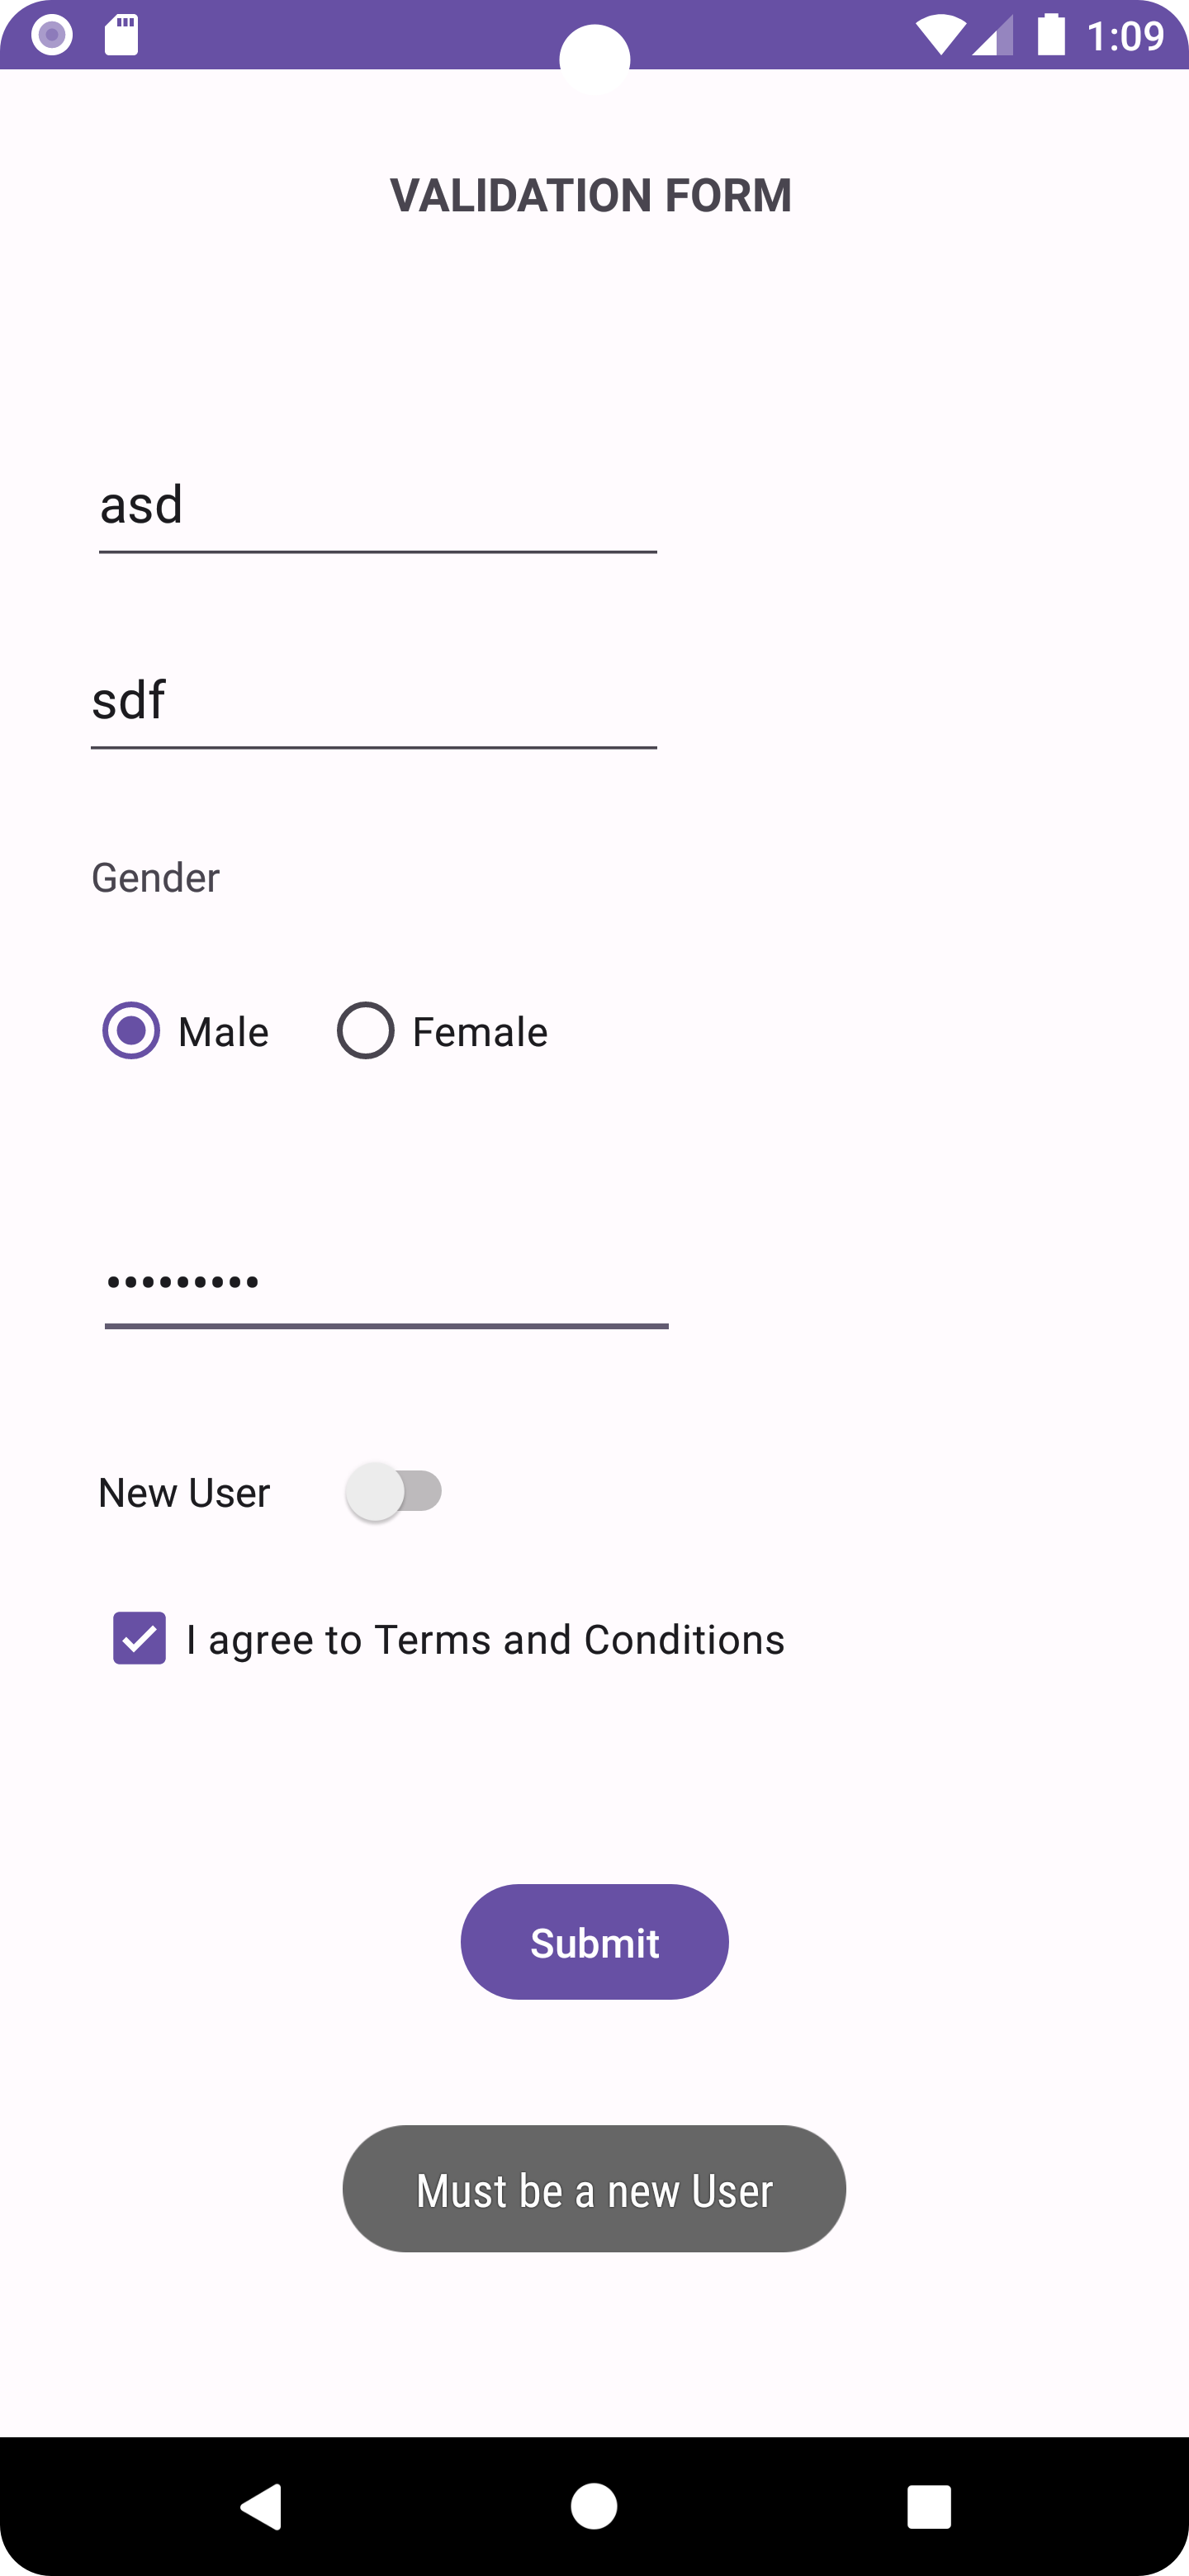 1:09
VALIDATION FORM
asd
sdf
Gender
Male Female
•••••••••
New User
I agree to Terms and Conditions
Submit
Must be a new User